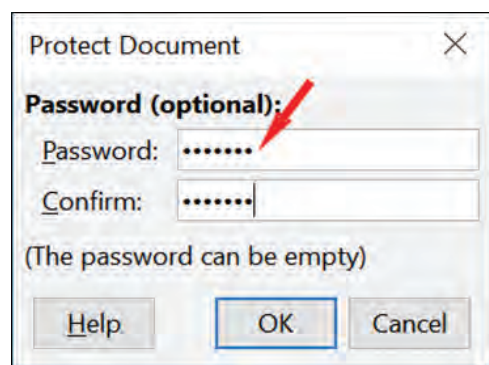 Protect Document
Password (optional):
Password: •••••••
Confirm: •••••••
(The password can be empty)
Help OK Cancel